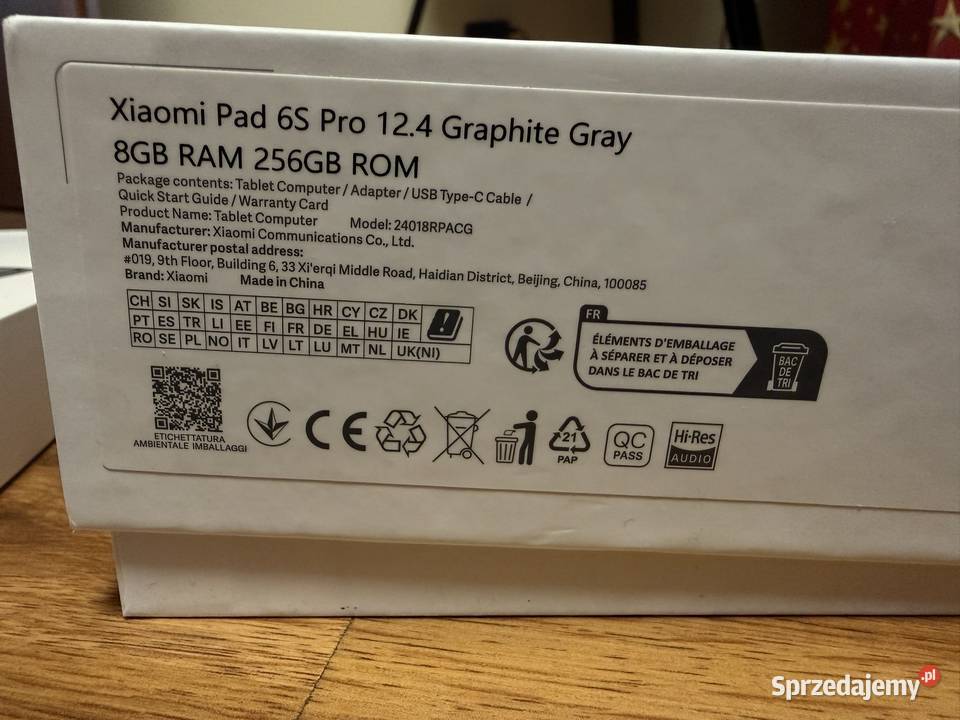 Xiaomi Pad 6S Pro 12.4 Graphite Gray
8GB RAM 256GB ROM
Package contents: Tablet Computer / Adapter / USB Type-C Cable /
Quick Start Guide / Warranty Card
Product Name: Tablet Computer Model: 24018RPACG
Manufacturer: Xiaomi Communications Co., Ltd.
Manufacturer postal address:
#019, 9th Floor, Building 6, 33 Xi'erqi Middle Road, Haidian District, Beijing, China, 100085
Brand: Xiaomi Made in China
CH SI SK IS AT BE BG HR CY CZ DK
PT ES TR LI EE FI FR DE EL HU IE
RO SE PL NO IT LV LT LU MT NL UK(NI)
FR
ÉLÉMENTS D'EMBALLAGE
À SÉPARER ET À DÉPOSER
DANS LE BAC DE TRI
BAC
DE
TRI
ETICHETTATURA
AMBIENTALE IMBALLAGGI
CE
21
PAP
QC
PASS
Hi-Res
AUDIO
Sprzedajemy.pl